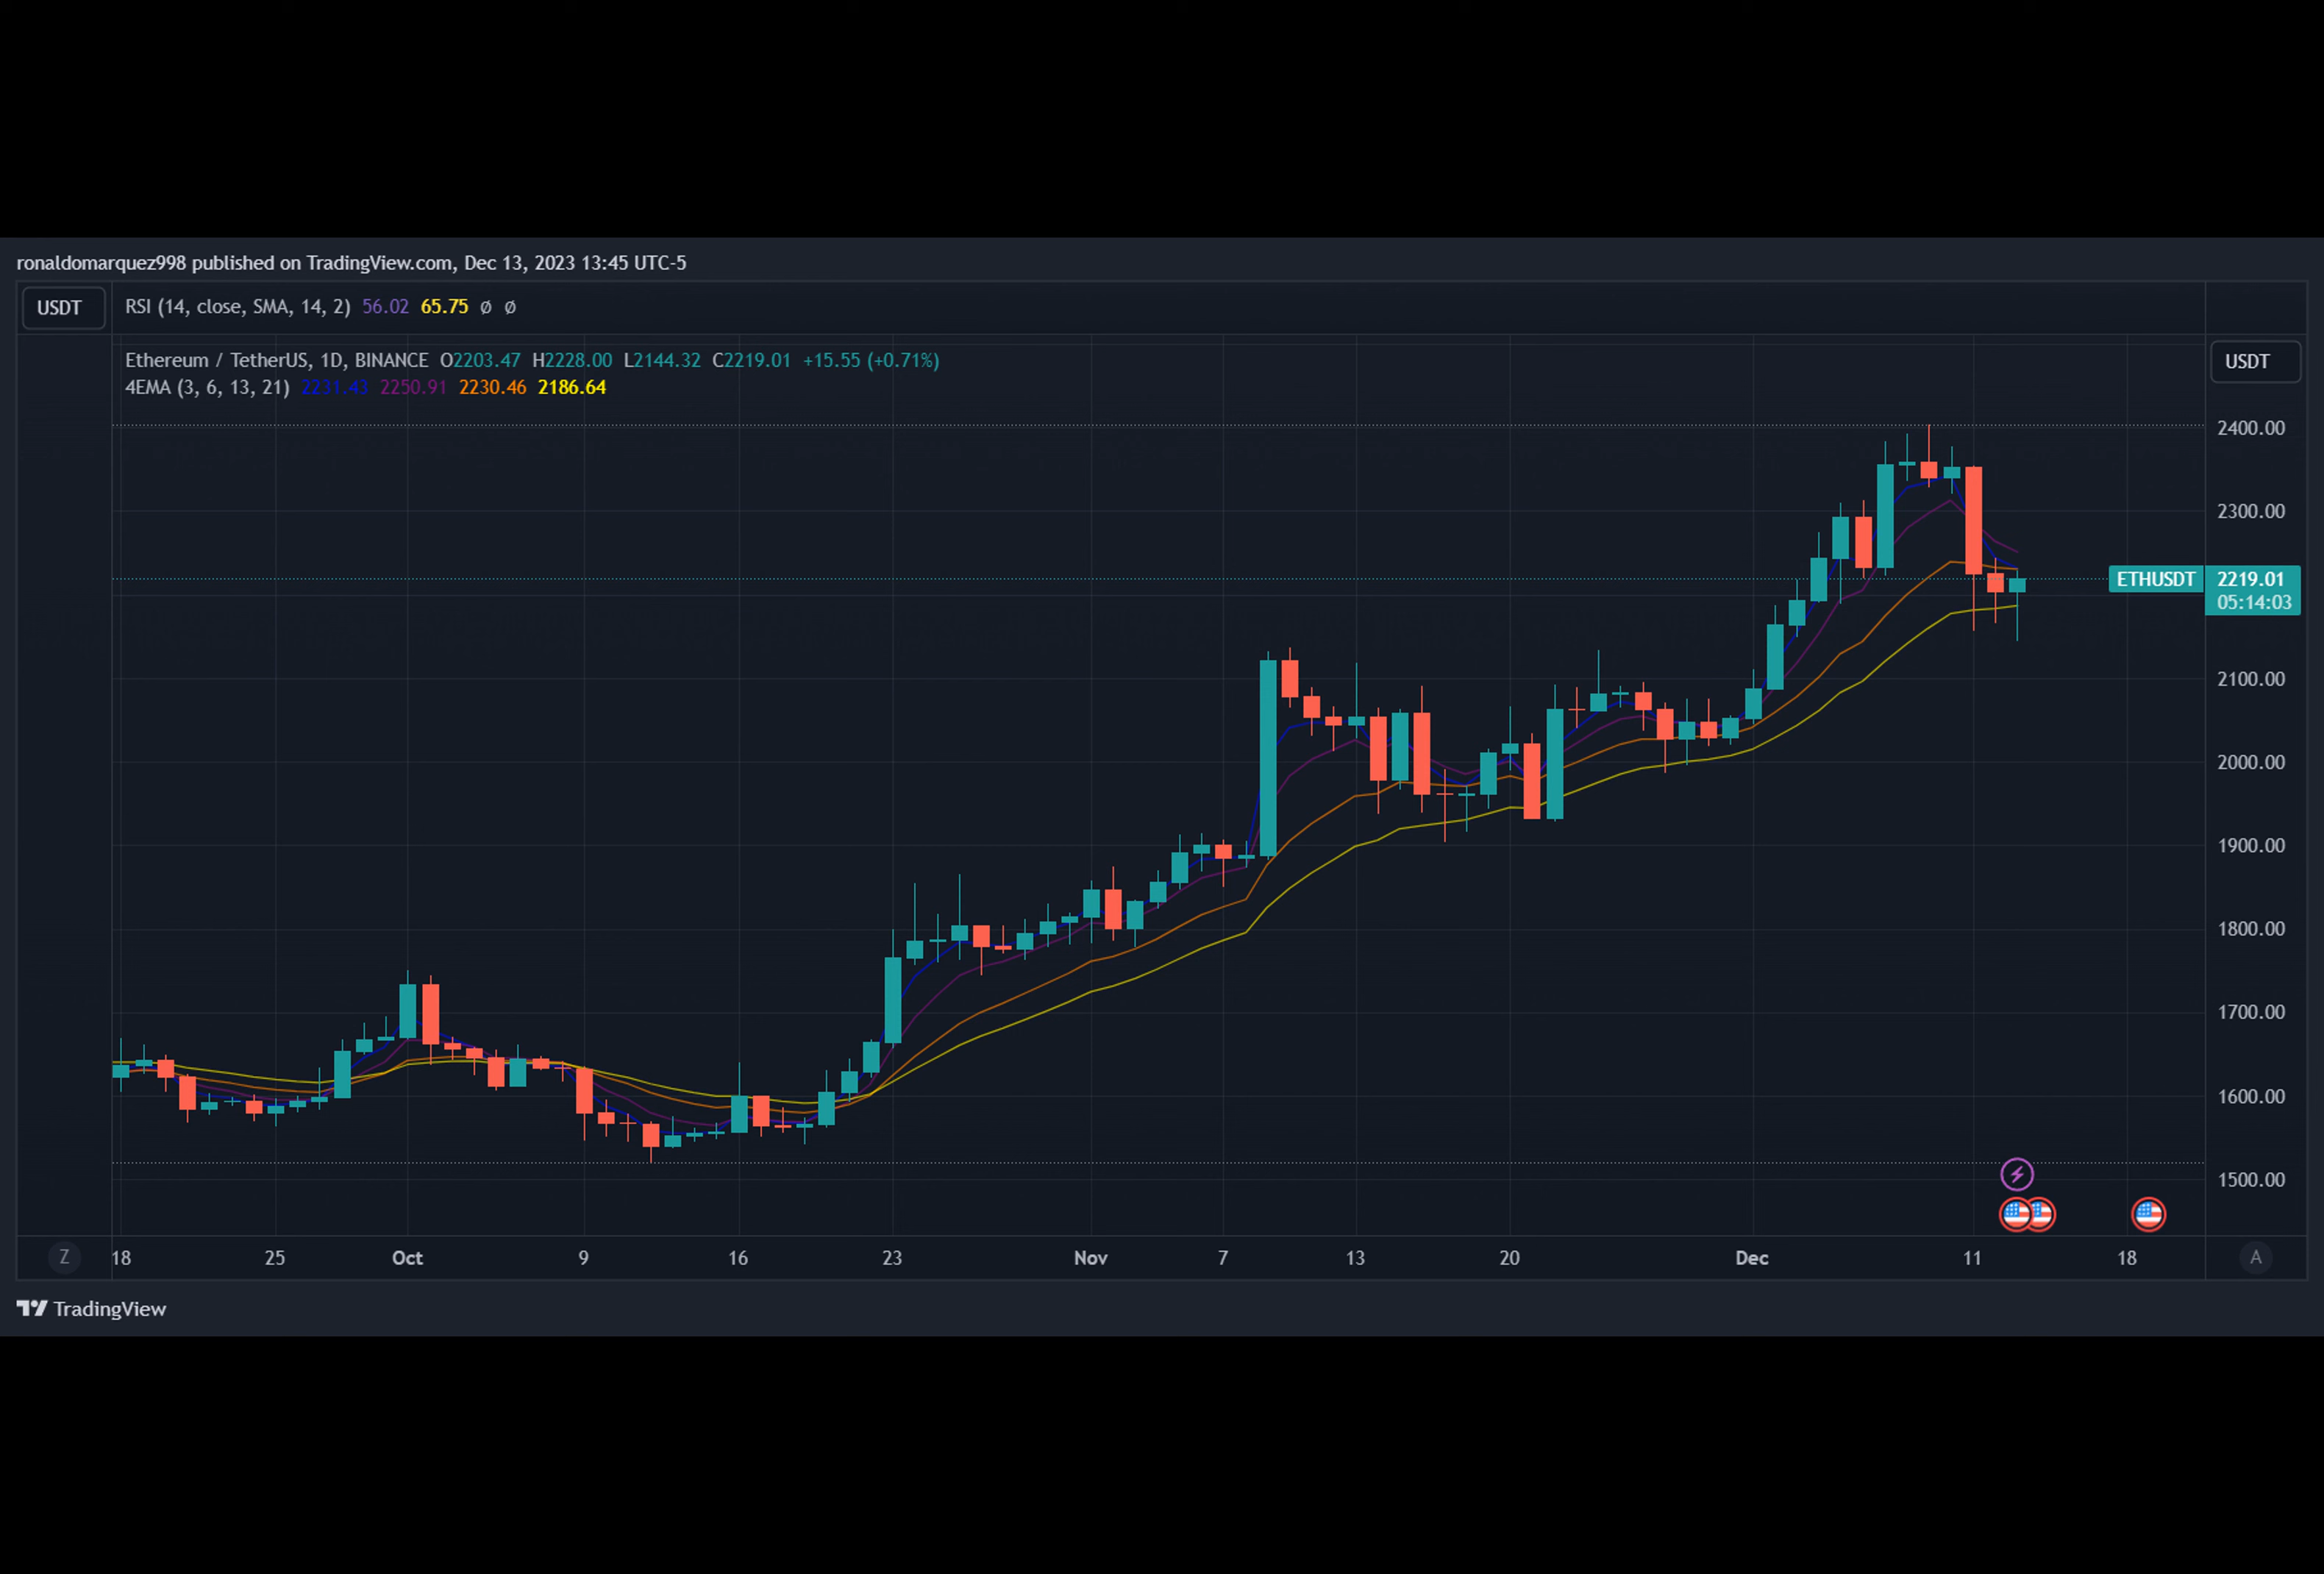 ronaldomarquez998 published on TradingView.com, Dec 13, 2023 13:45 UTC-5
USDT RSI (14, close, SMA, 14, 2) 56.02 65.75 ø ø
Ethereum / TetherUS, 1D, BINANCE O2203.47 H2228.00 L2144.32 C2219.01 +15.55 (+0.71%)
USDT
4EMA (3, 6, 13, 21) 2231.43 2250.91 2230.46 2186.64
2400.00
2300.00
ETHUSDT 2219.01
05:14:03
2100.00
2000.00
1900.00
1800.00
1700.00
1600.00
1500.00
Z 18 25 Oct 9 16 23 Nov 7 13 20 Dec 11 18 A
TradingView